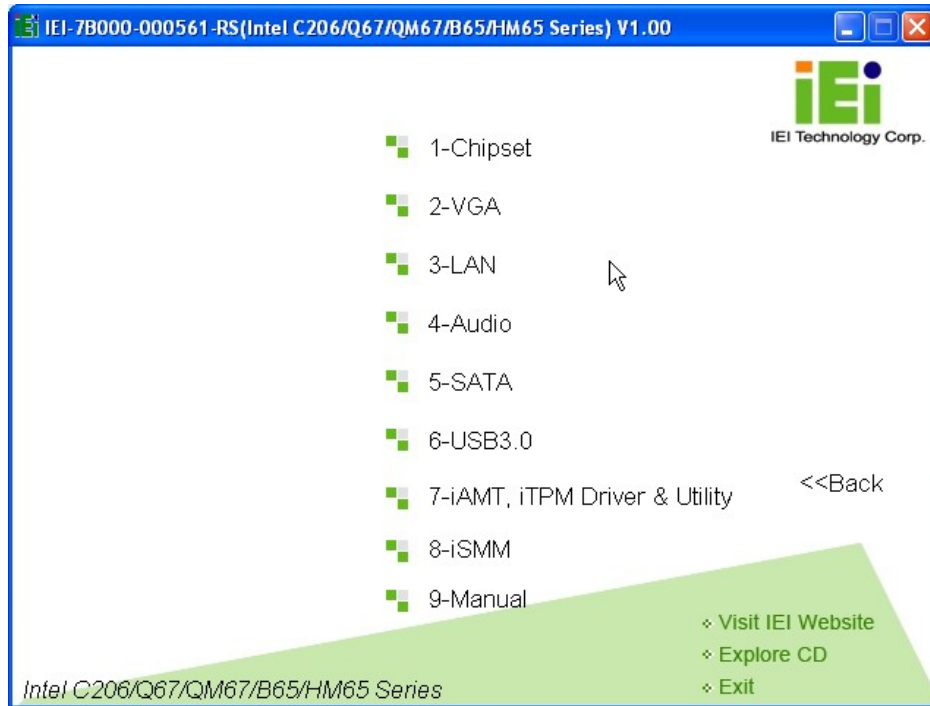 IEI-7B000-000561-RS(Intel C206/Q67/QM67/B65/HM65 Series) V1.00
iEi
IEI Technology Corp.
1-Chipset
2-VGA
3-LAN
4-Audio
5-SATA
6-USB3.0
7-iAMT, iTPM Driver & Utility
<<Back
8-iSMM
9-Manual
Visit IEI Website
Explore CD
Exit
Intel C206/Q67/QM67/B65/HM65 Series